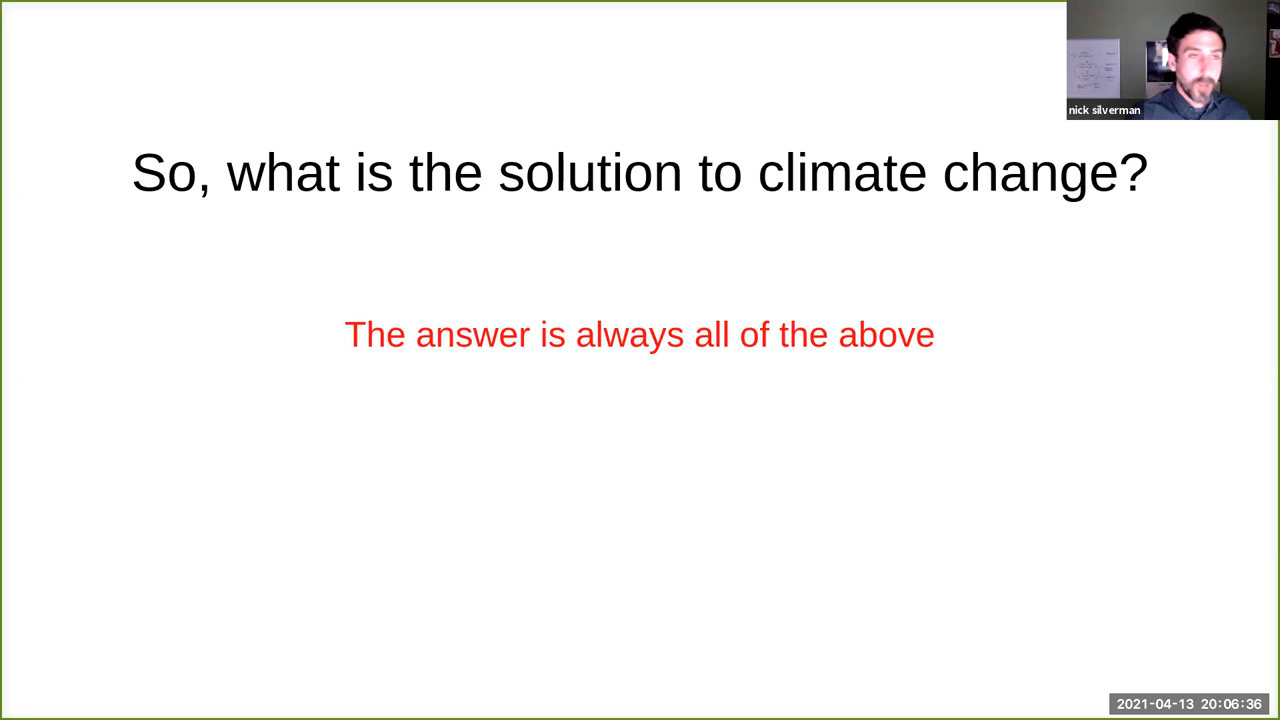 nick silverman
So, what is the solution to climate change?
The answer is always all of the above
2021-04-13 20:06:36